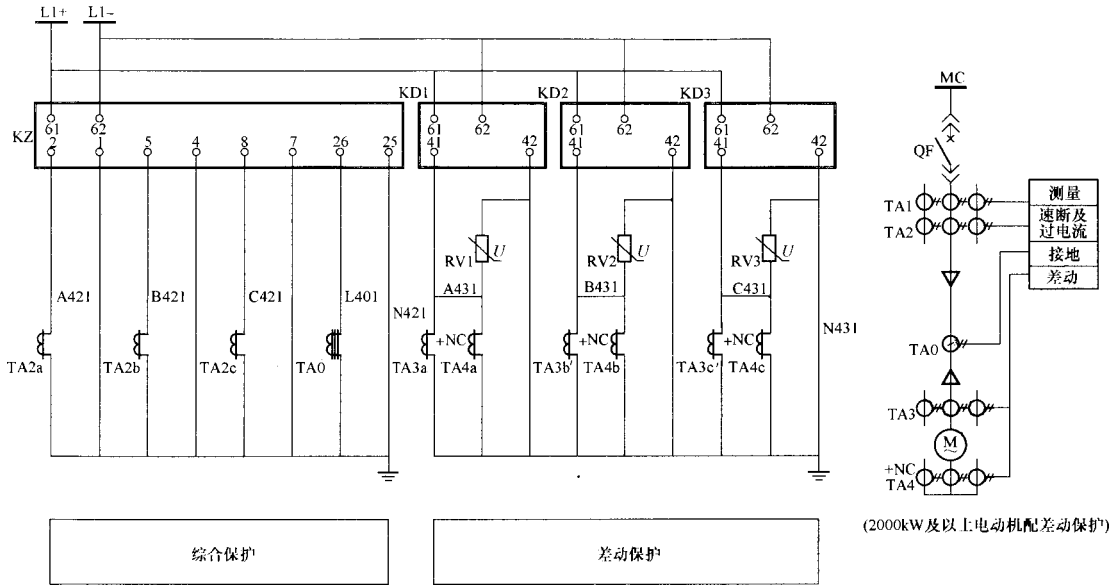 L1+ L1-
KD1 KD2 KD3
KZ 61 62 61 62 61 62 61 62
2 1 5 4 8 7 26 25 41 42 41 42 41 42
RV1 U RV2 U RV3 U
A431 B431 C431
A421 B421 C421 L401 N421 N431
+NC +NC +NC
TA2a TA2b TA2c TA0 TA3a TA4a TA3b' TA4b TA3c' TA4c
综合保护
差动保护
MC
QF
TA1
TA2
测量
速断及
过电流
接地
差动
TA0
TA3
M
~
+NC
TA4
(2000kW及以上电动机配差动保护)